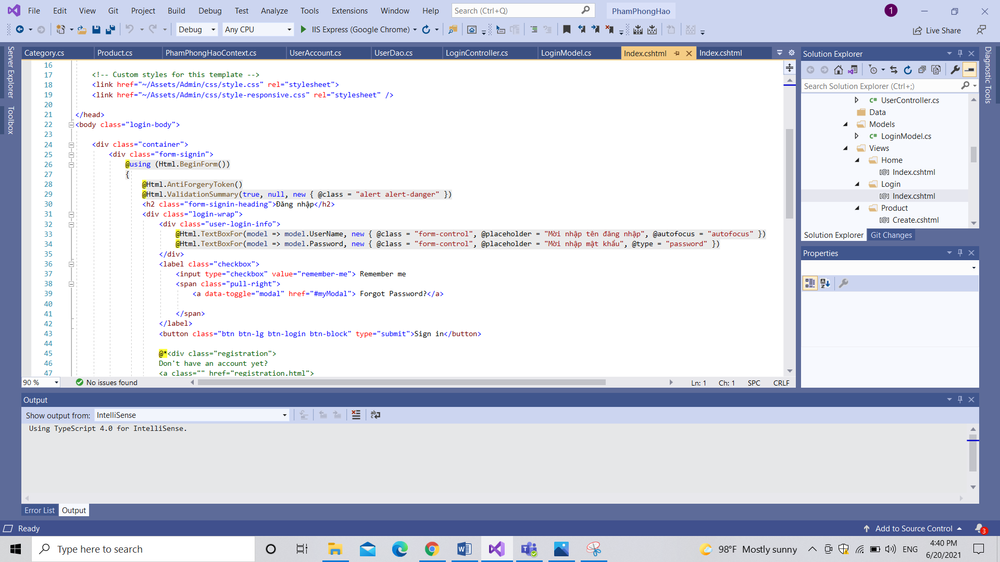 File Edit View Git Project Build Debug Test Analyze Tools Extensions Window Help Search (Ctrl+Q) PhamPhongHao 1
Debug Any CPU IIS Express (Google Chrome) Live Share
Server Explorer
Toolbox
Category.cs Product.cs PhamPhongHaoContext.cs UserAccount.cs UserDao.cs LoginController.cs LoginModel.cs Index.cshtml Index.cshtml
16
17 <!-- Custom styles for this template -->
18 <link href="~/Assets/Admin/css/style.css" rel="stylesheet">
19 <link href="~/Assets/Admin/css/style-responsive.css" rel="stylesheet" />
20
21 </head>
22 <body class="login-body">
23
24 <div class="container">
25 <div class="form-signin">
26 @using (Html.BeginForm())
27 {
28 @Html.AntiForgeryToken()
29 @Html.ValidationSummary(true, null, new { @class = "alert alert-danger" })
30 <h2 class="form-signin-heading">Đăng nhập</h2>
31 <div class="login-wrap">
32 <div class="user-login-info">
33 @Html.TextBoxFor(model => model.UserName, new { @class = "form-control", @placeholder = "Mời nhập tên đăng nhập", @autofocus = "autofocus" })
34 @Html.TextBoxFor(model => model.Password, new { @class = "form-control", @placeholder = "Mời nhập mật khẩu", @type = "password" })
35 </div>
36 <label class="checkbox">
37 <input type="checkbox" value="remember-me"> Remember me
38 <span class="pull-right">
39 <a data-toggle="modal" href="#myModal"> Forgot Password?</a>
40
41 </span>
42 </label>
43 <button class="btn btn-lg btn-login btn-block" type="submit">Sign in</button>
44
45 @*<div class="registration">
46 Don't have an account yet?
47 <a class="" href="registration.html">
90 % No issues found Ln: 1 Ch: 1 SPC CRLF
Solution Explorer
Search Solution Explorer (Ctrl+;)
C# UserController.cs
Data
Models
C# LoginModel.cs
Views
Home
[@] Index.cshtml
Login
[@] Index.cshtml
Product
[@] Create.cshtml
Solution Explorer Git Changes
Properties
Diagnostic Tools
Output
Show output from: IntelliSense
Using TypeScript 4.0 for IntelliSense.
Error List Output
Ready Add to Source Control 3
Type here to search 98°F Mostly sunny ENG 4:40 PM
6/20/2021